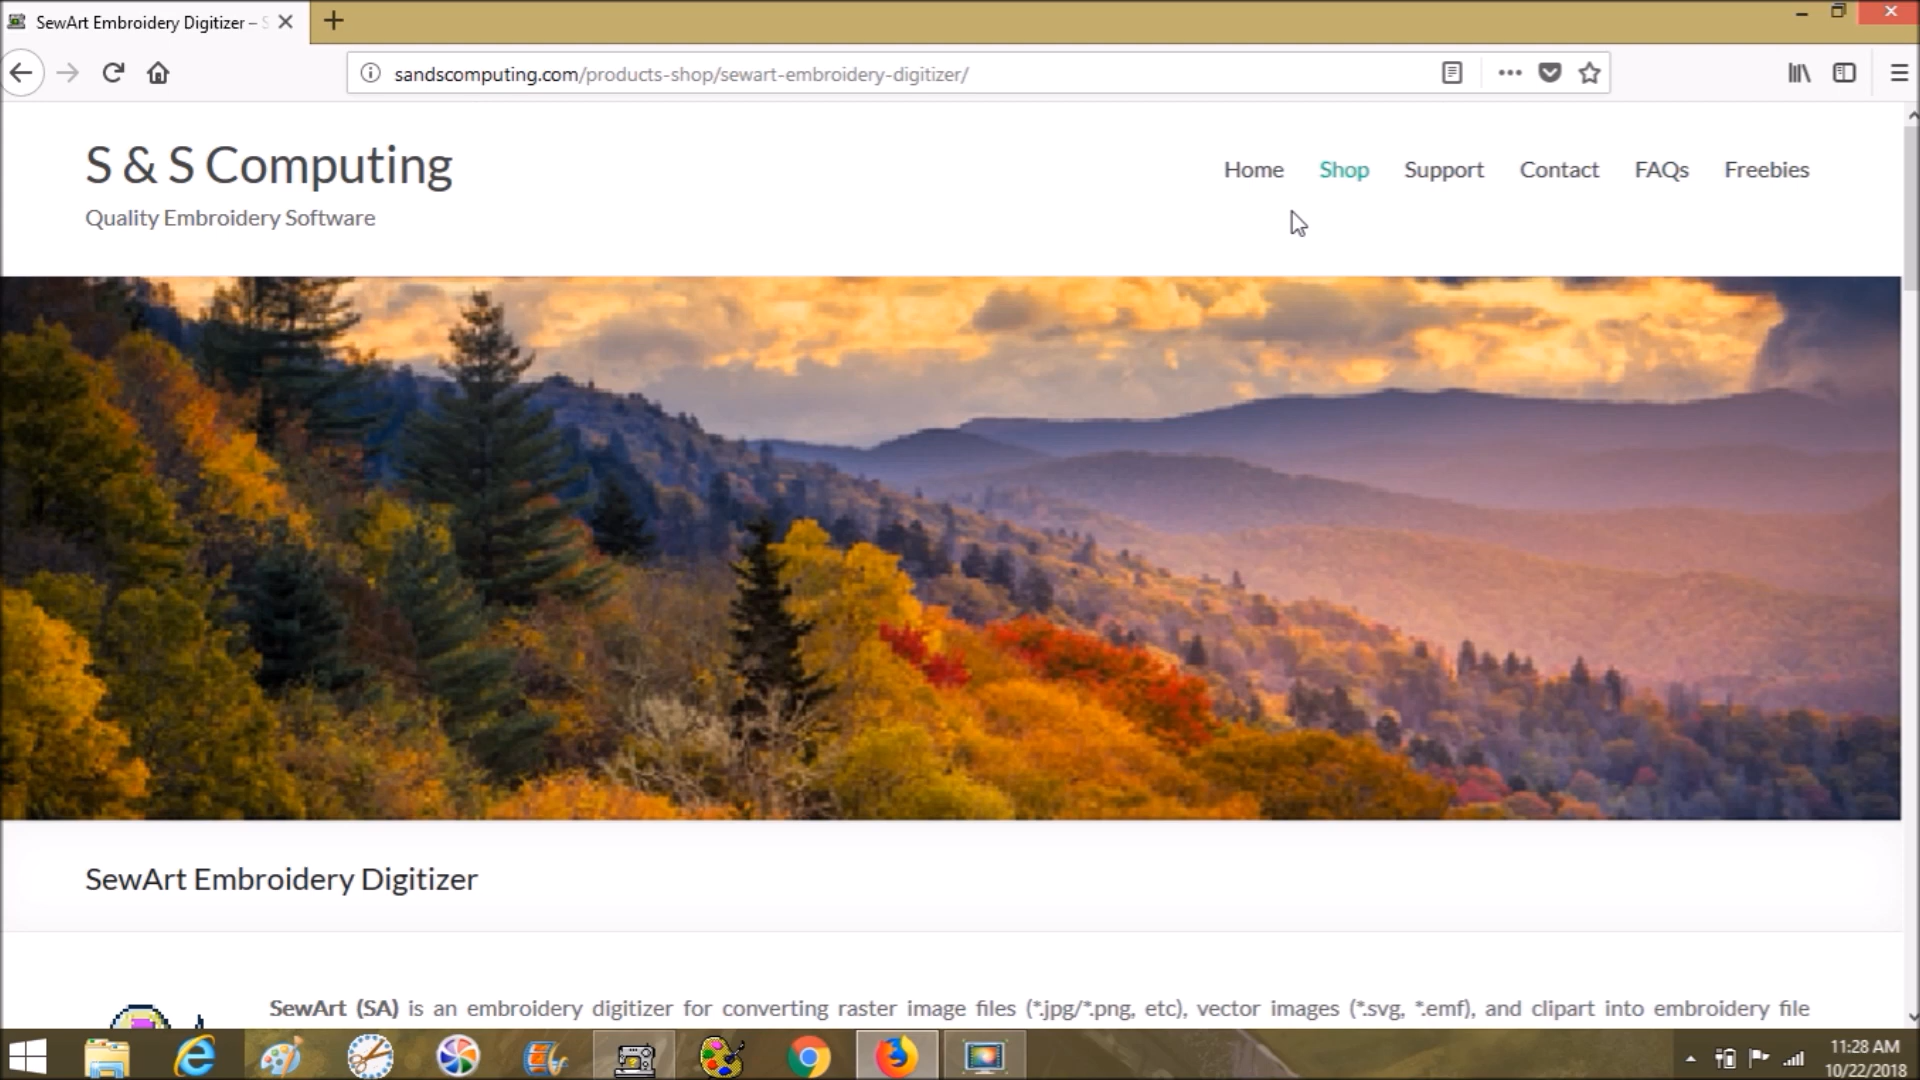 SewArt Embroidery Digitizer – S
sandscomputing.com/products-shop/sewart-embroidery-digitizer/
S & S Computing
Quality Embroidery Software
Home Shop Support Contact FAQs Freebies
SewArt Embroidery Digitizer
SewArt (SA) is an embroidery digitizer for converting raster image files (*.jpg/*.png, etc), vector images (*.svg, *.emf), and clipart into embroidery file
11:28 AM
10/22/2018